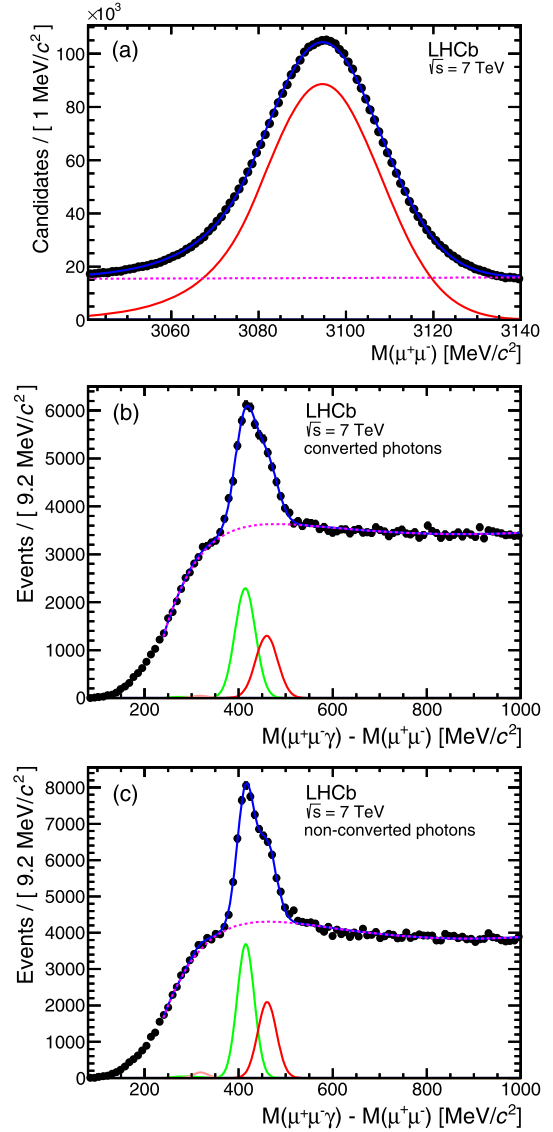 ×10³
(a)
LHCb
√s = 7 TeV
Candidates / [ 1 MeV/c² ]
100
80
60
40
20
0
3060 3080 3100 3120 3140
M(μ⁺μ⁻) [MeV/c²]
(b)
LHCb
√s = 7 TeV
converted photons
Events / [ 9.2 MeV/c² ]
6000
5000
4000
3000
2000
1000
0
200 400 600 800 1000
M(μ⁺μ⁻γ) - M(μ⁺μ⁻) [MeV/c²]
(c)
LHCb
√s = 7 TeV
non-converted photons
Events / [ 9.2 MeV/c² ]
8000
7000
6000
5000
4000
3000
2000
1000
0
200 400 600 800 1000
M(μ⁺μ⁻γ) - M(μ⁺μ⁻) [MeV/c²]